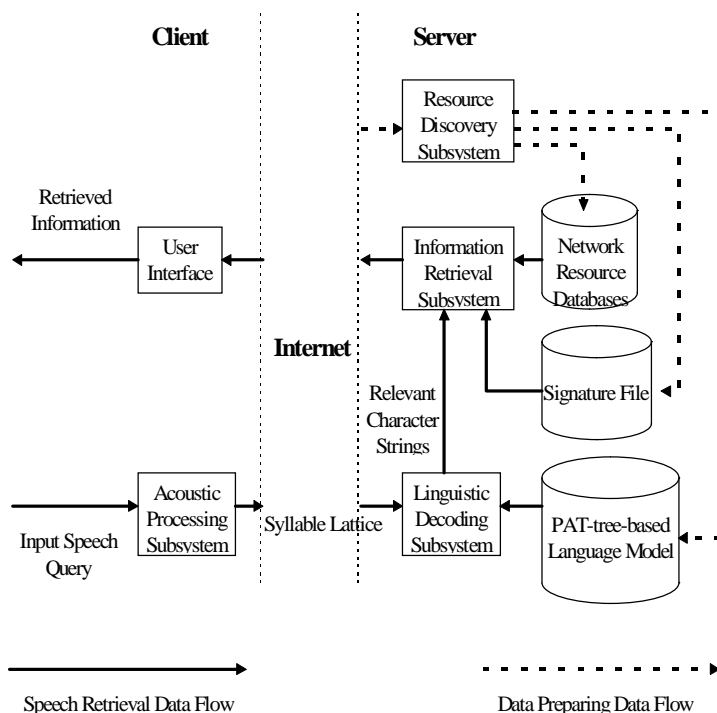 Client
Server
Resource
Discovery
Subsystem
Retrieved
Information
User
Interface
Information
Retrieval
Subsystem
Network
Resource
Databases
Internet
Relevant
Character
Strings
Signature File
Acoustic
Processing
Subsystem
Syllable Lattice
Linguistic
Decoding
Subsystem
PAT-tree-based
Language Model
Input Speech
Query
Speech Retrieval Data Flow
Data Preparing Data Flow